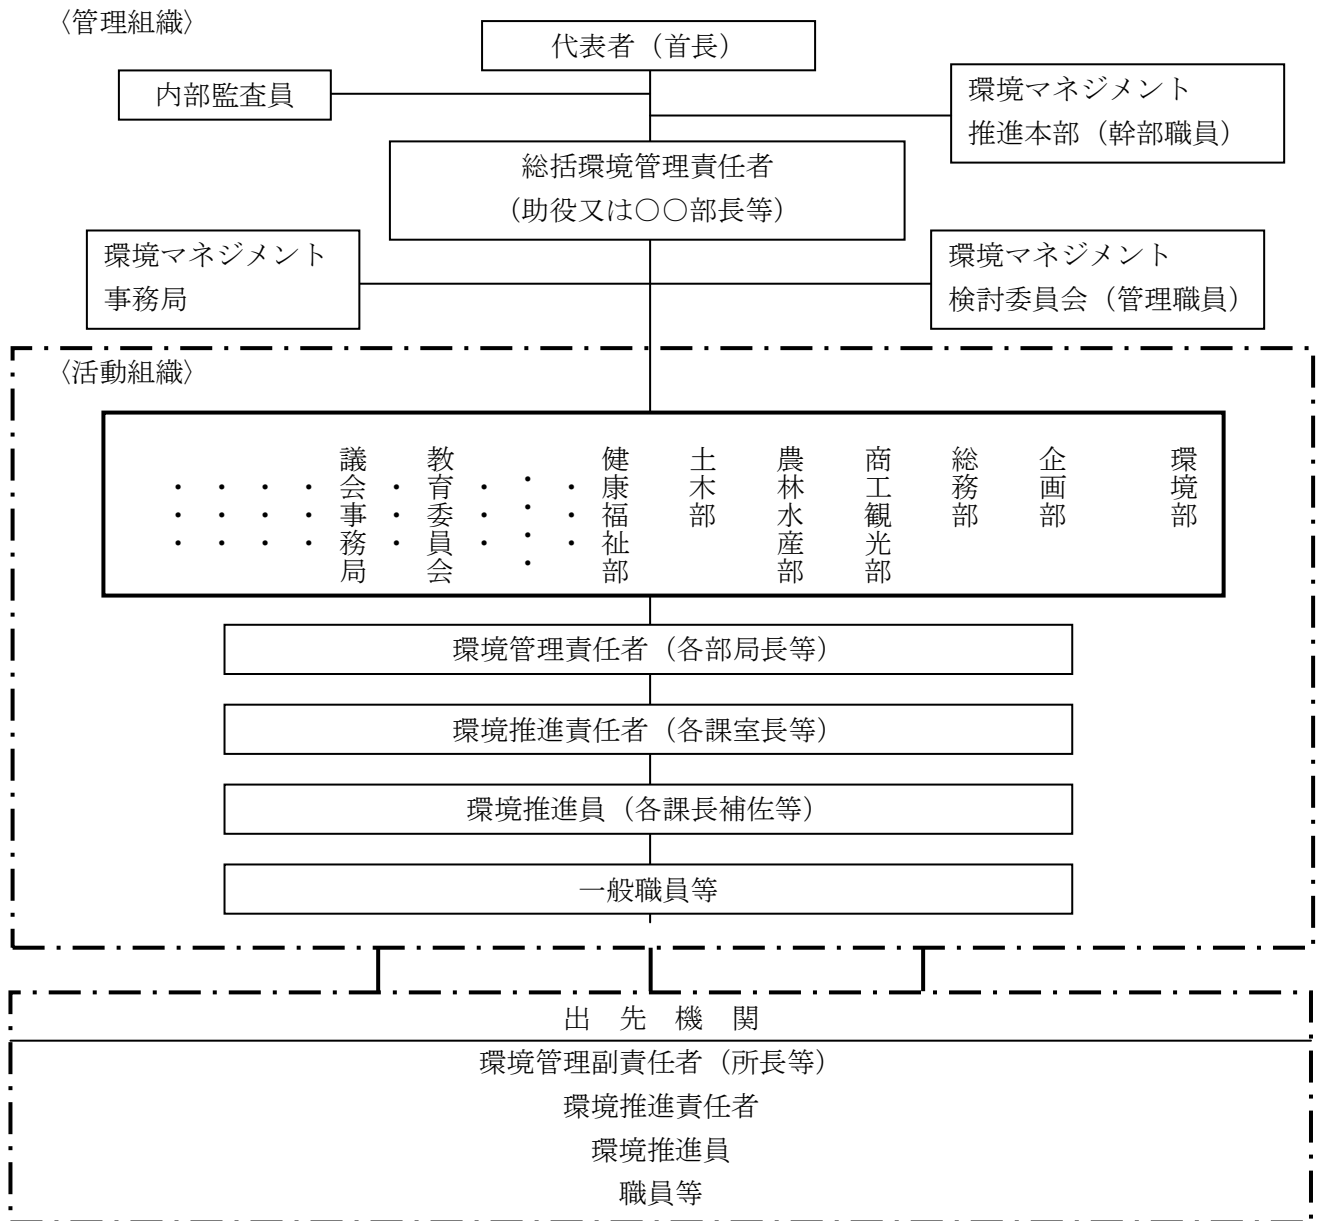 〈管理組織〉
代表者（首長）
内部監査員
環境マネジメント
推進本部（幹部職員）
総括環境管理責任者
（助役又は○○部長等）
環境マネジメント
事務局
環境マネジメント
検討委員会（管理職員）
〈活動組織〉
環境部
企画部
総務部
商工観光部
農林水産部
土木部
健康福祉部
・・・
・・・・
・・・
教育委員会
・・・
議会事務局
・・・
・・・
・・・
・・・
環境管理責任者（各部局長等）
環境推進責任者（各課室長等）
環境推進員（各課長補佐等）
一般職員等
出　先　機　関
環境管理副責任者（所長等）
環境推進責任者
環境推進員
職員等